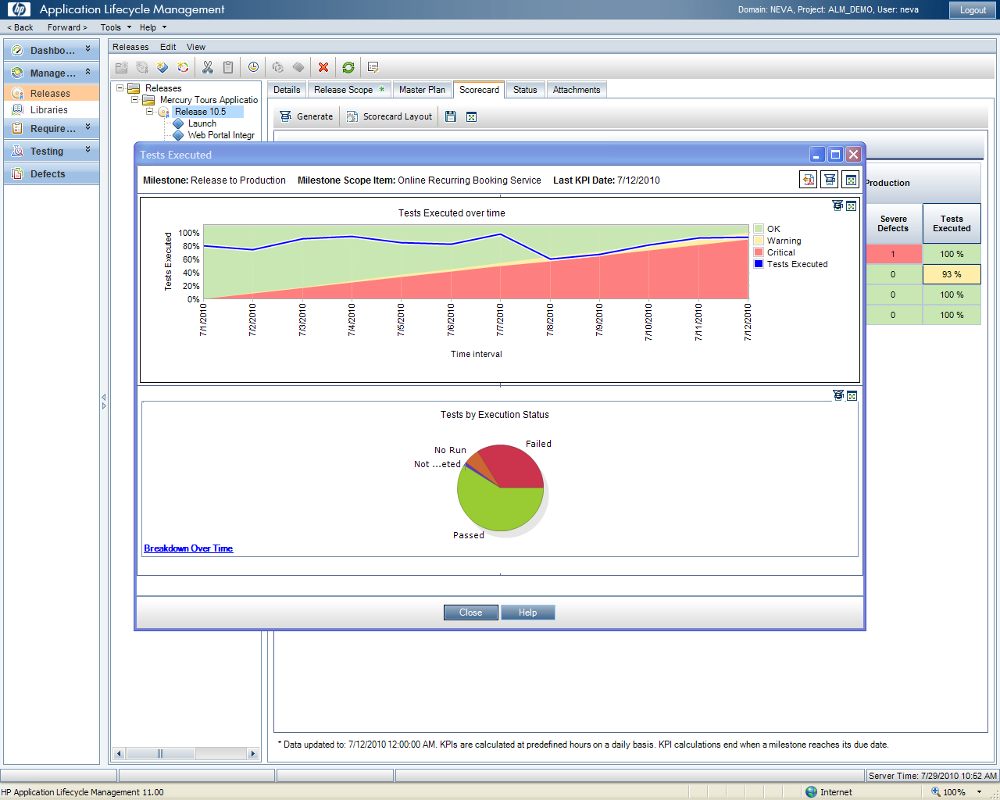 hp Application Lifecycle Management
Domain: NEVA, Project: ALM_DEMO, User: neva
Logout
< Back Forward > Tools Help
Dashbo...
Manage...
Releases
Libraries
Require...
Testing
Defects
Releases Edit View
Releases
Mercury Tours Applicatio
Release 10.5
Launch
Web Portal Integr
Details Release Scope * Master Plan Scorecard Status Attachments
Generate Scorecard Layout
Tests Executed
Milestone: Release to Production Milestone Scope Item: Online Recurring Booking Service Last KPI Date: 7/12/2010
Tests Executed over time
Tests Executed
100%
80%
60%
40%
20%
0%
7/1/2010
7/2/2010
7/3/2010
7/4/2010
7/5/2010
7/6/2010
7/7/2010
7/8/2010
7/9/2010
7/10/2010
7/11/2010
7/12/2010
Time interval
OK
Warning
Critical
Tests Executed
Tests by Execution Status
Failed
No Run
Not ...eted
Passed
Breakdown Over Time
Close Help
Production
Severe Defects
Tests Executed
1 100 %
0 93 %
0 100 %
0 100 %
* Data updated to: 7/12/2010 12:00:00 AM. KPIs are calculated at predefined hours on a daily basis. KPI calculations end when a milestone reaches its due date.
Server Time: 7/29/2010 10:52 AM
HP Application Lifecycle Management 11.00
Internet
100%